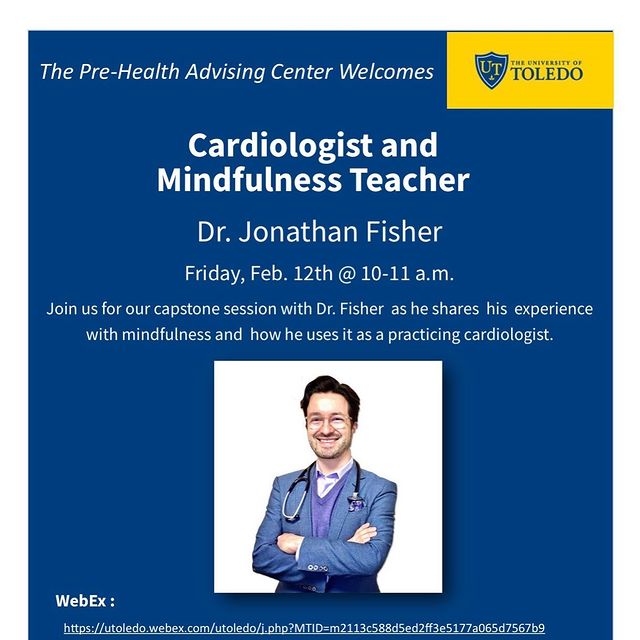 The Pre-Health Advising Center Welcomes
UT
THE UNIVERSITY OF
TOLEDO
Cardiologist and
Mindfulness Teacher
Dr. Jonathan Fisher
Friday, Feb. 12th @ 10-11 a.m.
Join us for our capstone session with Dr. Fisher as he shares his experience
with mindfulness and how he uses it as a practicing cardiologist.
WebEx :
https://utoledo.webex.com/utoledo/j.php?MTID=m2113c588d5ed2ff3e5177a065d7567b9